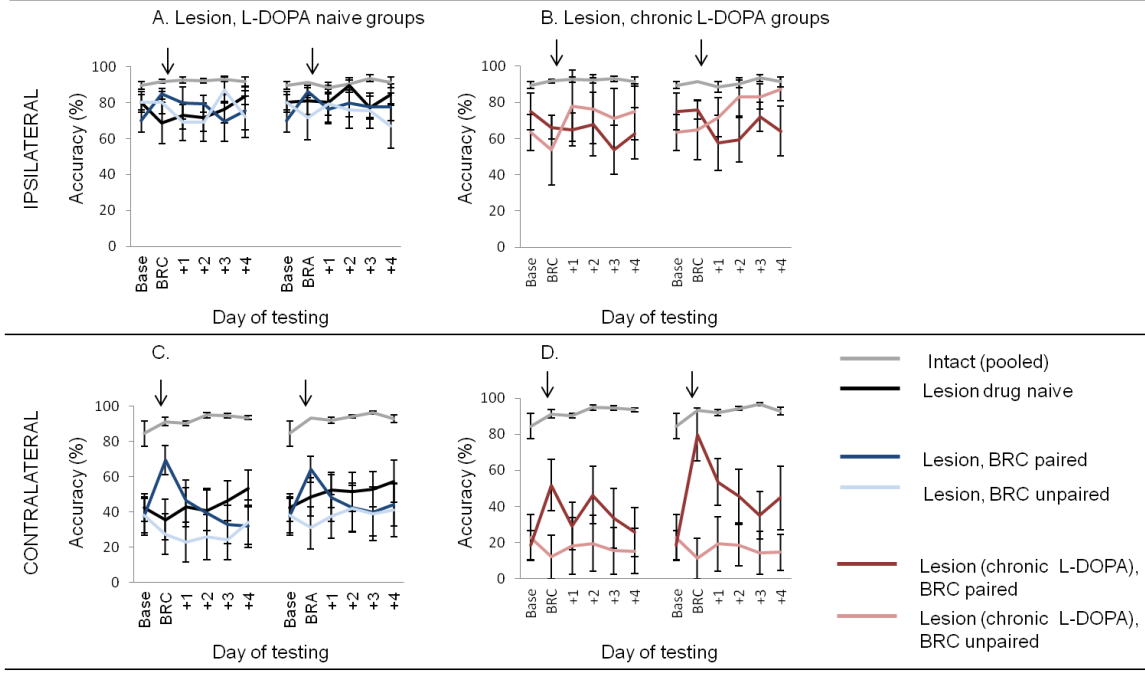 A. Lesion, L-DOPA naive groups
B. Lesion, chronic L-DOPA groups
IPSILATERAL
Accuracy (%)
100
80
60
40
20
0
Base
BRC
+1
+2
+3
+4
Base
BRA
+1
+2
+3
+4
Day of testing
Accuracy (%)
100
80
60
40
20
0
Base
BRC
+1
+2
+3
+4
Base
BRC
+1
+2
+3
+4
Day of testing
C.
D.
CONTRALATERAL
Accuracy (%)
100
80
60
40
20
0
Base
BRC
+1
+2
+3
+4
Base
BRA
+1
+2
+3
+4
Day of testing
Accuracy (%)
100
80
60
40
20
0
Base
BRC
+1
+2
+3
+4
Base
BRC
+1
+2
+3
+4
Day of testing
Intact (pooled)
Lesion drug naive
Lesion, BRC paired
Lesion, BRC unpaired
Lesion (chronic L-DOPA),
BRC paired
Lesion (chronic L-DOPA),
BRC unpaired